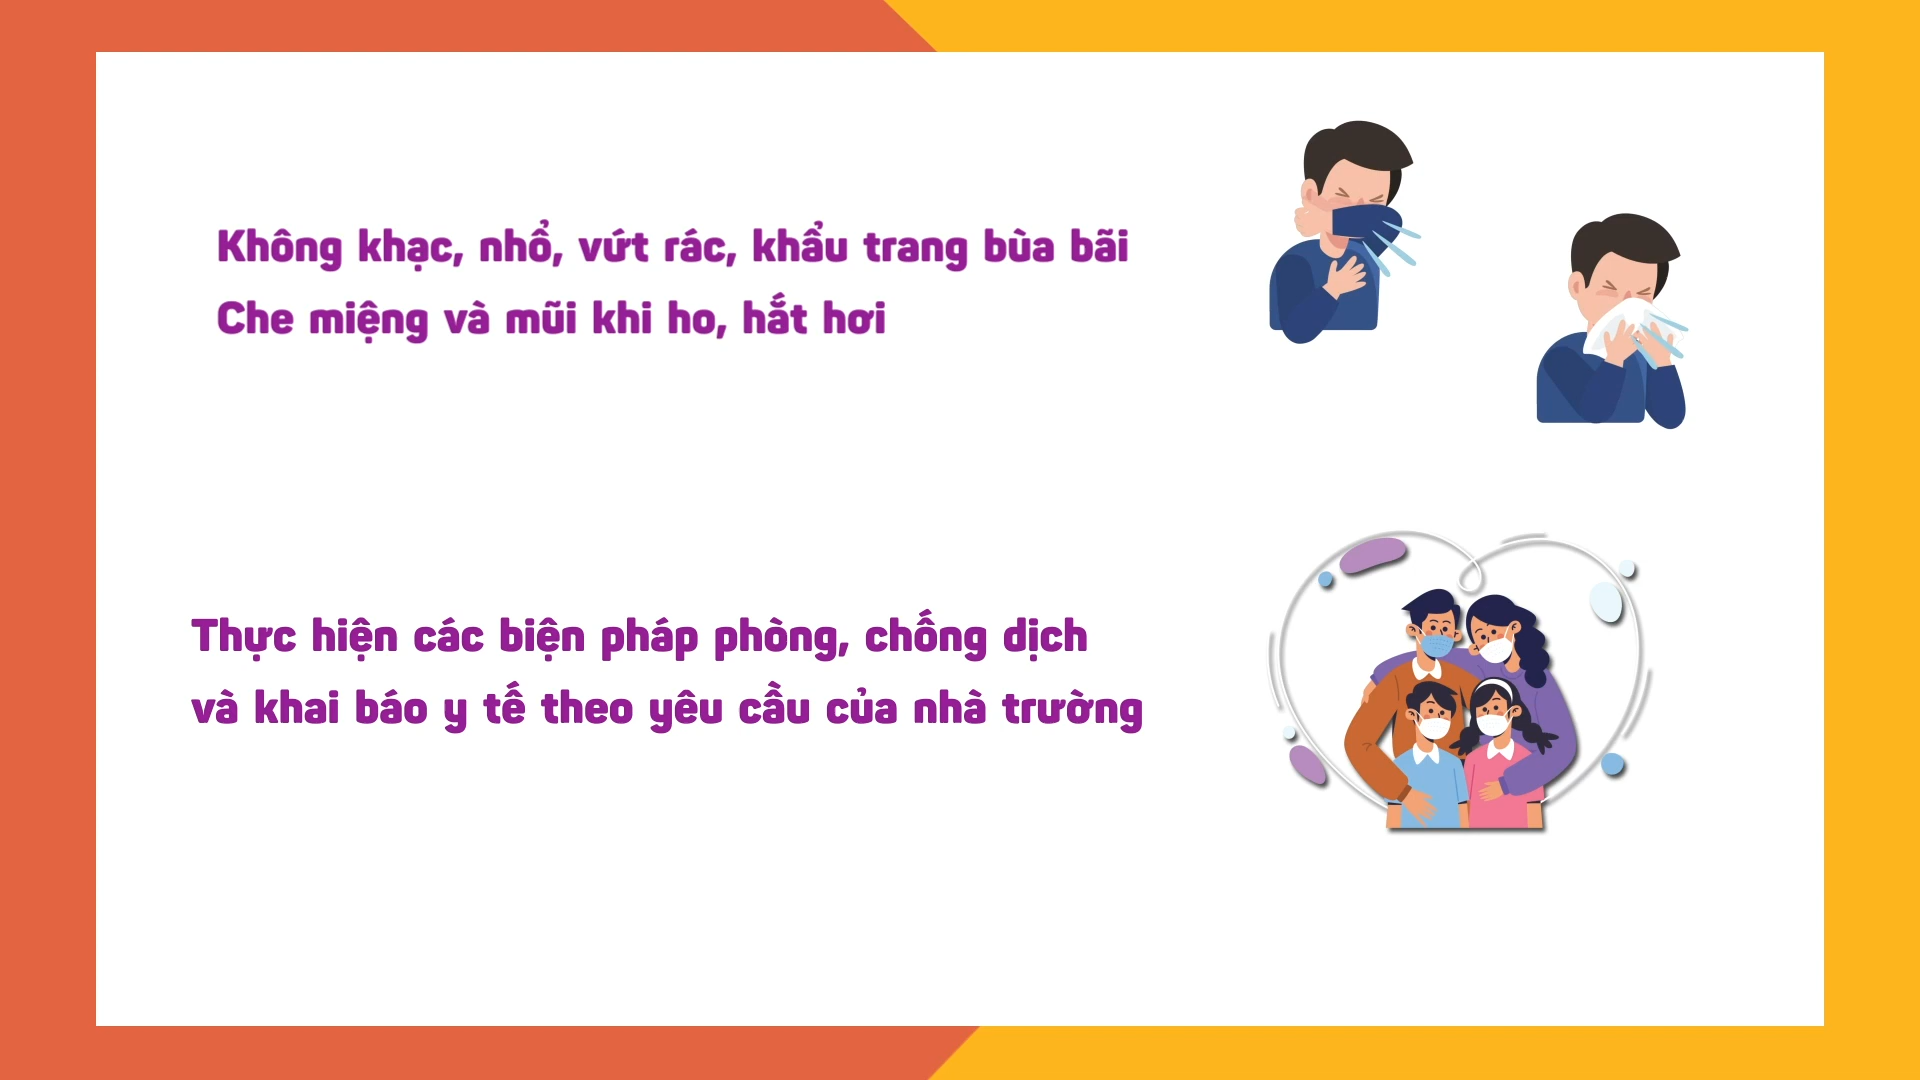 Không khạc, nhổ, vứt rác, khẩu trang bùa bãi
Che miệng và mũi khi ho, hắt hơi
Thực hiện các biện pháp phòng, chống dịch
và khai báo y tế theo yêu cầu của nhà trường